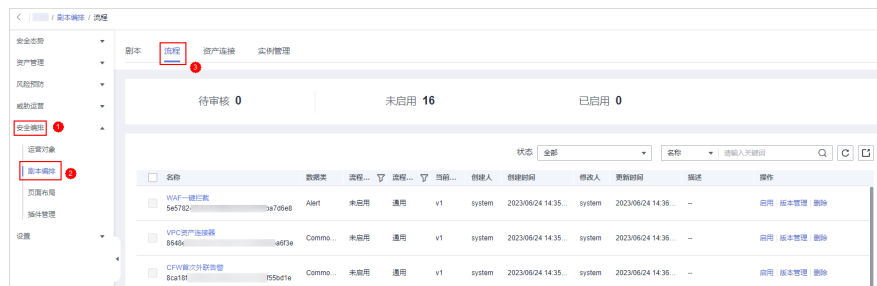 / 剧本编排 / 流程
安全态势
资产管理
风险预防
威胁运营
安全编排 1
运营对象
剧本编排 2
页面布局
插件管理
设置
剧本 流程 资产连接 实例管理
3
待审核 0 未启用 16 已启用 0
状态 全部 名称 请输入关键词
名称 数据类 流程... 流程... 当前... 创建人 创建时间 修改人 更新时间 描述 操作
WAF一键拦截 Alert 未启用 通用 v1 system 2023/06/24 14:35... system 2023/06/24 14:36... -- 启用 版本管理 删除
5e5782 ba7d6e8
VPC资产连接器 Commo... 未启用 通用 v1 system 2023/06/24 14:35... system 2023/06/24 14:36... -- 启用 版本管理 删除
8648 a6f3e
CFW首次外联告警 Commo... 未启用 通用 v1 system 2023/06/24 14:35... system 2023/06/24 14:36... -- 启用 版本管理 删除
8ca18f f55bd1e